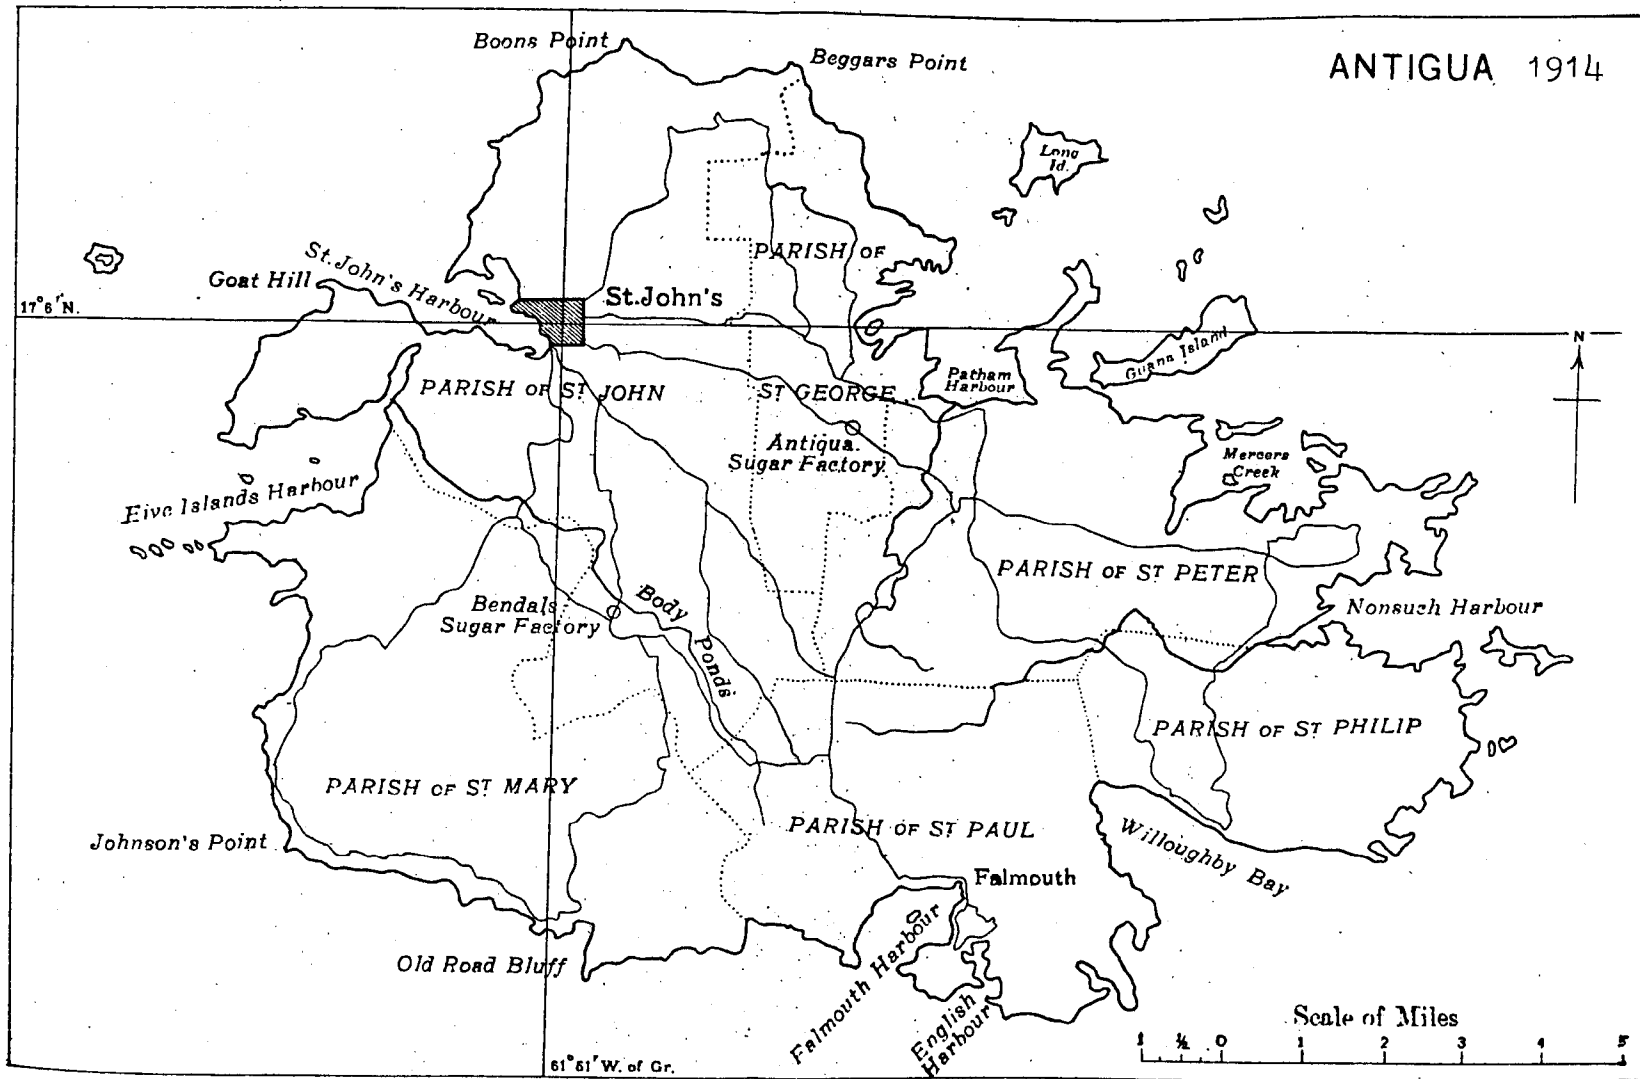 ANTIGUA 1914
Boons Point
Beggars Point
Long
Id.
PARISH OF
ST GEORGE
St. John's Harbour
Goat Hill
St. John's
17°6' N.
N
Guana Island
Patham
Harbour
PARISH OF ST JOHN
Antigua
Sugar Factory
Mercers
Creek
Five Islands Harbour
PARISH OF ST PETER
Nonsuch Harbour
Bendals
Sugar Factory
Body
Ponds
PARISH OF ST PHILIP
PARISH OF ST MARY
PARISH OF ST PAUL
Johnson's Point
Willoughby Bay
Falmouth
Old Road Bluff
Falmouth Harbour
English
Harbour
Scale of Miles
1 ½ 0 1 2 3 4 5
61°51' W. of Gr.